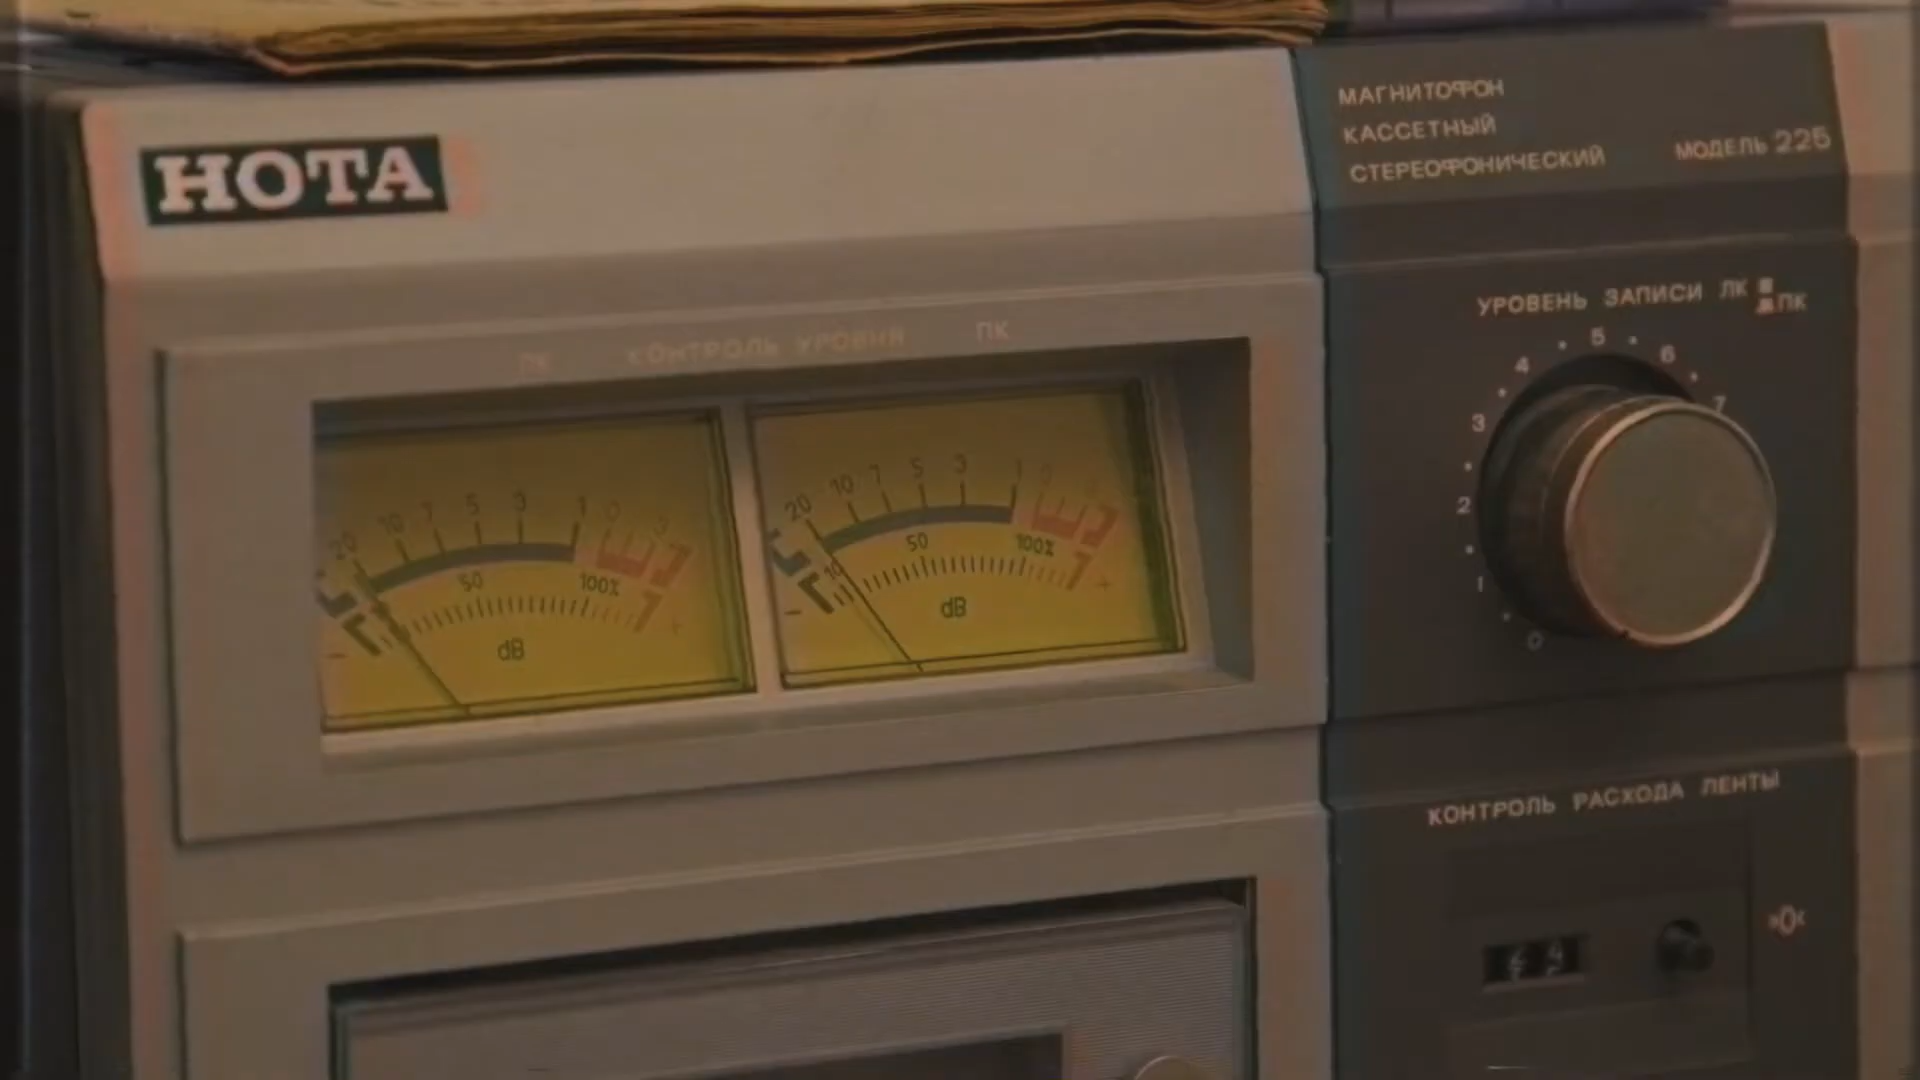 НОТА
МАГНИТОФОН
КАССЕТНЫЙ
СТЕРЕОФОНИЧЕСКИЙ
МОДЕЛЬ 225
УРОВЕНЬ ЗАПИСИ ЛК ПК
КОНТРОЛЬ УРОВНЯ ПК
20 10 7 5 3 1 0 3
50 100%
dB
20 10 7 5 3 1
10 50 100%
dB
0 1 2 3 4 5 6 7
КОНТРОЛЬ РАСХОДА ЛЕНТЫ